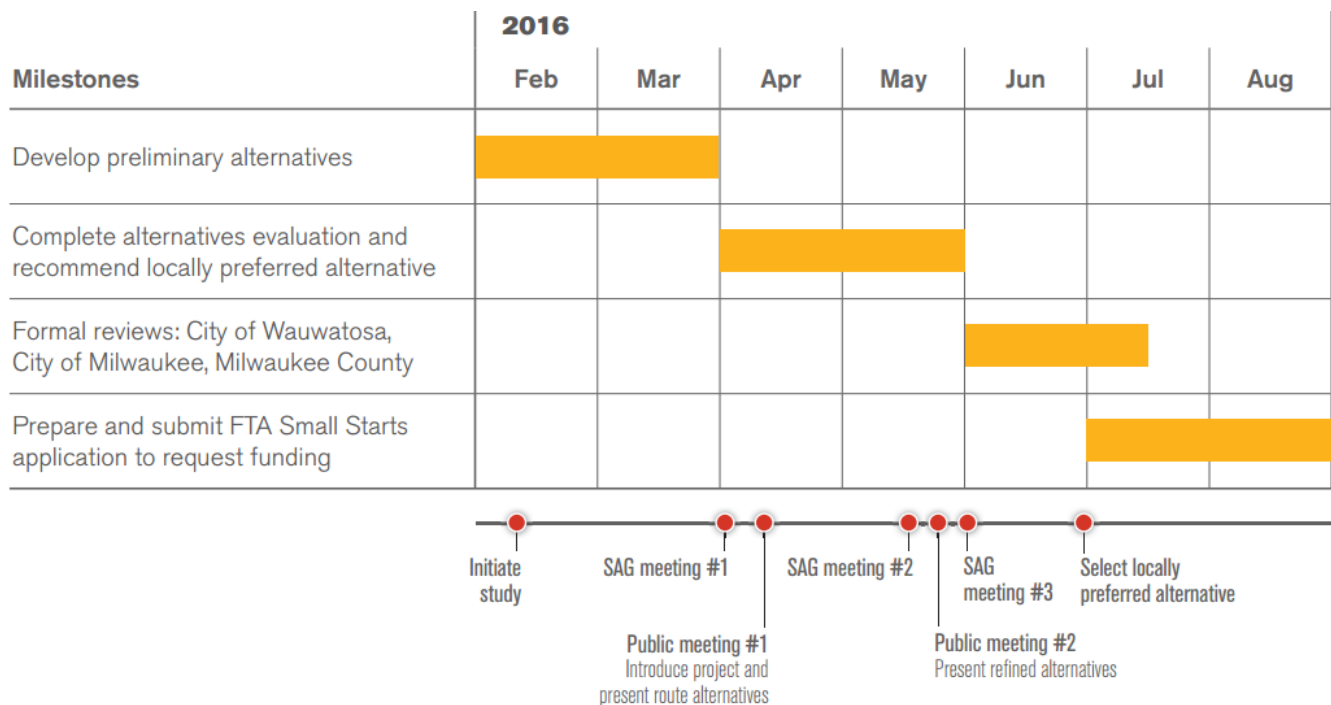 2016
Milestones
Feb
Mar
Apr
May
Jun
Jul
Aug
Develop preliminary alternatives
Complete alternatives evaluation and
recommend locally preferred alternative
Formal reviews: City of Wauwatosa,
City of Milwaukee, Milwaukee County
Prepare and submit FTA Small Starts
application to request funding
Initiate
study
SAG meeting #1
SAG meeting #2
SAG
meeting #3
Select locally
preferred alternative
Public meeting #1
Introduce project and
present route alternatives
Public meeting #2
Present refined alternatives